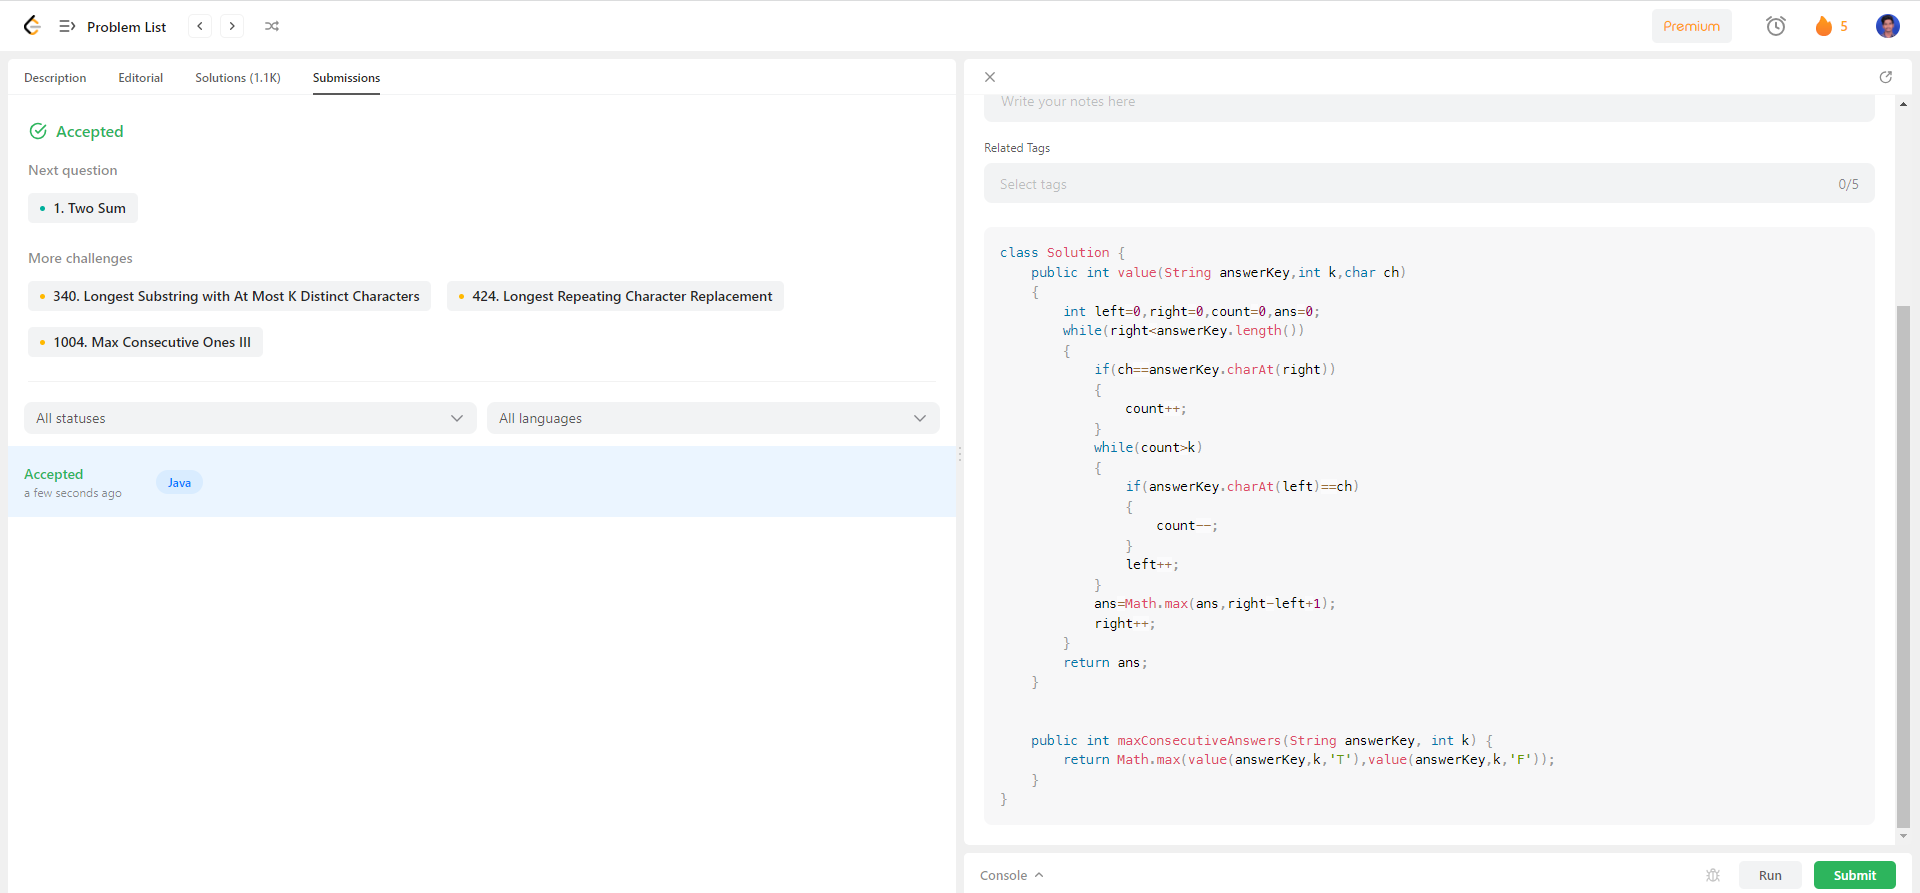 Problem List
Premium
5
Description Editorial Solutions (1.1K) Submissions
Accepted
Next question
1. Two Sum
More challenges
340. Longest Substring with At Most K Distinct Characters
424. Longest Repeating Character Replacement
1004. Max Consecutive Ones III
All statuses
All languages
Accepted
a few seconds ago
Java
Write your notes here
Related Tags
Select tags
0/5
class Solution {
    public int value(String answerKey,int k,char ch)
    {
        int left=0,right=0,count=0,ans=0;
        while(right<answerKey.length())
        {
            if(ch==answerKey.charAt(right))
            {
                count++;
            }
            while(count>k)
            {
                if(answerKey.charAt(left)==ch)
                {
                    count--;
                }
                left++;
            }
            ans=Math.max(ans,right-left+1);
            right++;
        }
        return ans;
    }
    public int maxConsecutiveAnswers(String answerKey, int k) {
        return Math.max(value(answerKey,k,'T'),value(answerKey,k,'F'));
    }
}
Console
Run
Submit